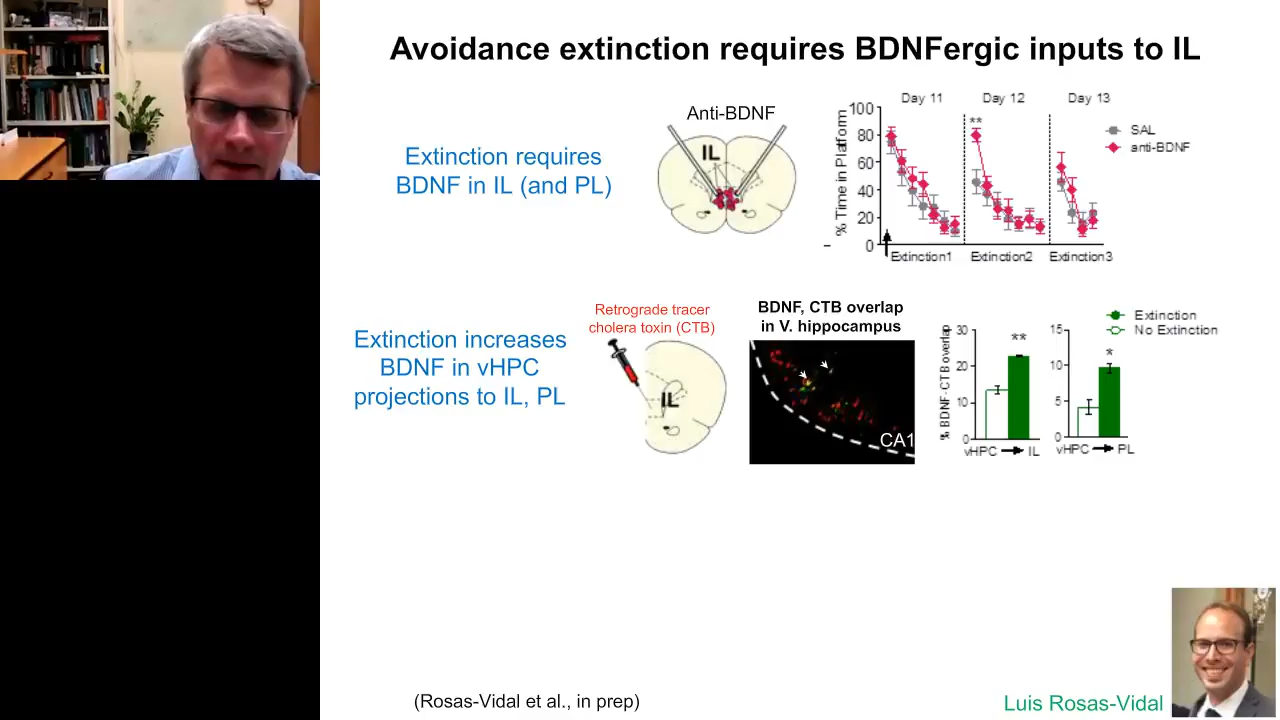 Avoidance extinction requires BDNFergic inputs to IL
Extinction requires
BDNF in IL (and PL)
Anti-BDNF
IL
% Time in Platform
100
80
60
40
20
0
Day 11
Day 12
Day 13
**
SAL
anti-BDNF
Extinction1
Extinction2
Extinction3
Extinction increases
BDNF in vHPC
projections to IL, PL
Retrograde tracer
cholera toxin (CTB)
IL
BDNF, CTB overlap
in V. hippocampus
CA1
% BDNF- CTB overlap
30
20
10
0
**
vHPC IL
15
10
5
0
*
vHPC PL
Extinction
No Extinction
(Rosas-Vidal et al., in prep)
Luis Rosas-Vidal